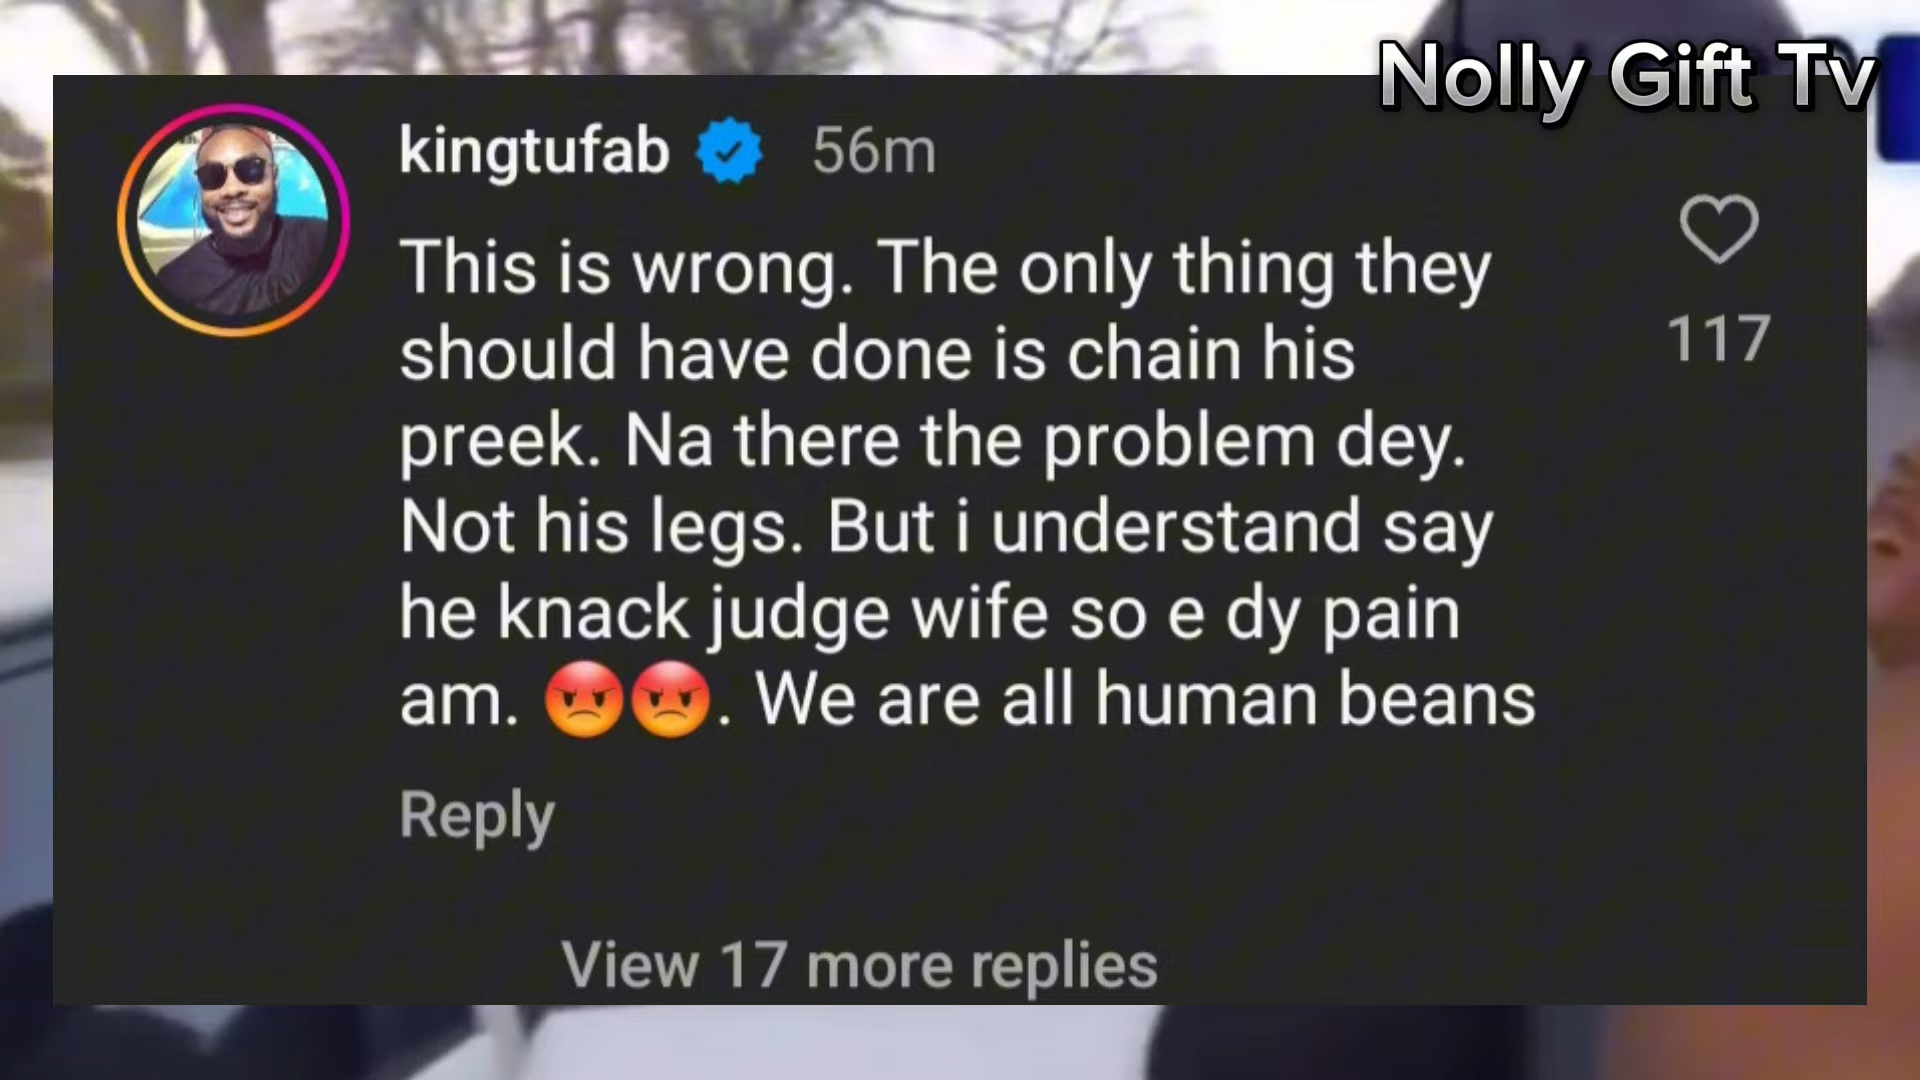 Nolly Gift Tv
kingtufab 56m
This is wrong. The only thing they
should have done is chain his
preek. Na there the problem dey.
Not his legs. But i understand say
he knack judge wife so e dy pain
am. 😡😡. We are all human beans
117
Reply
View 17 more replies